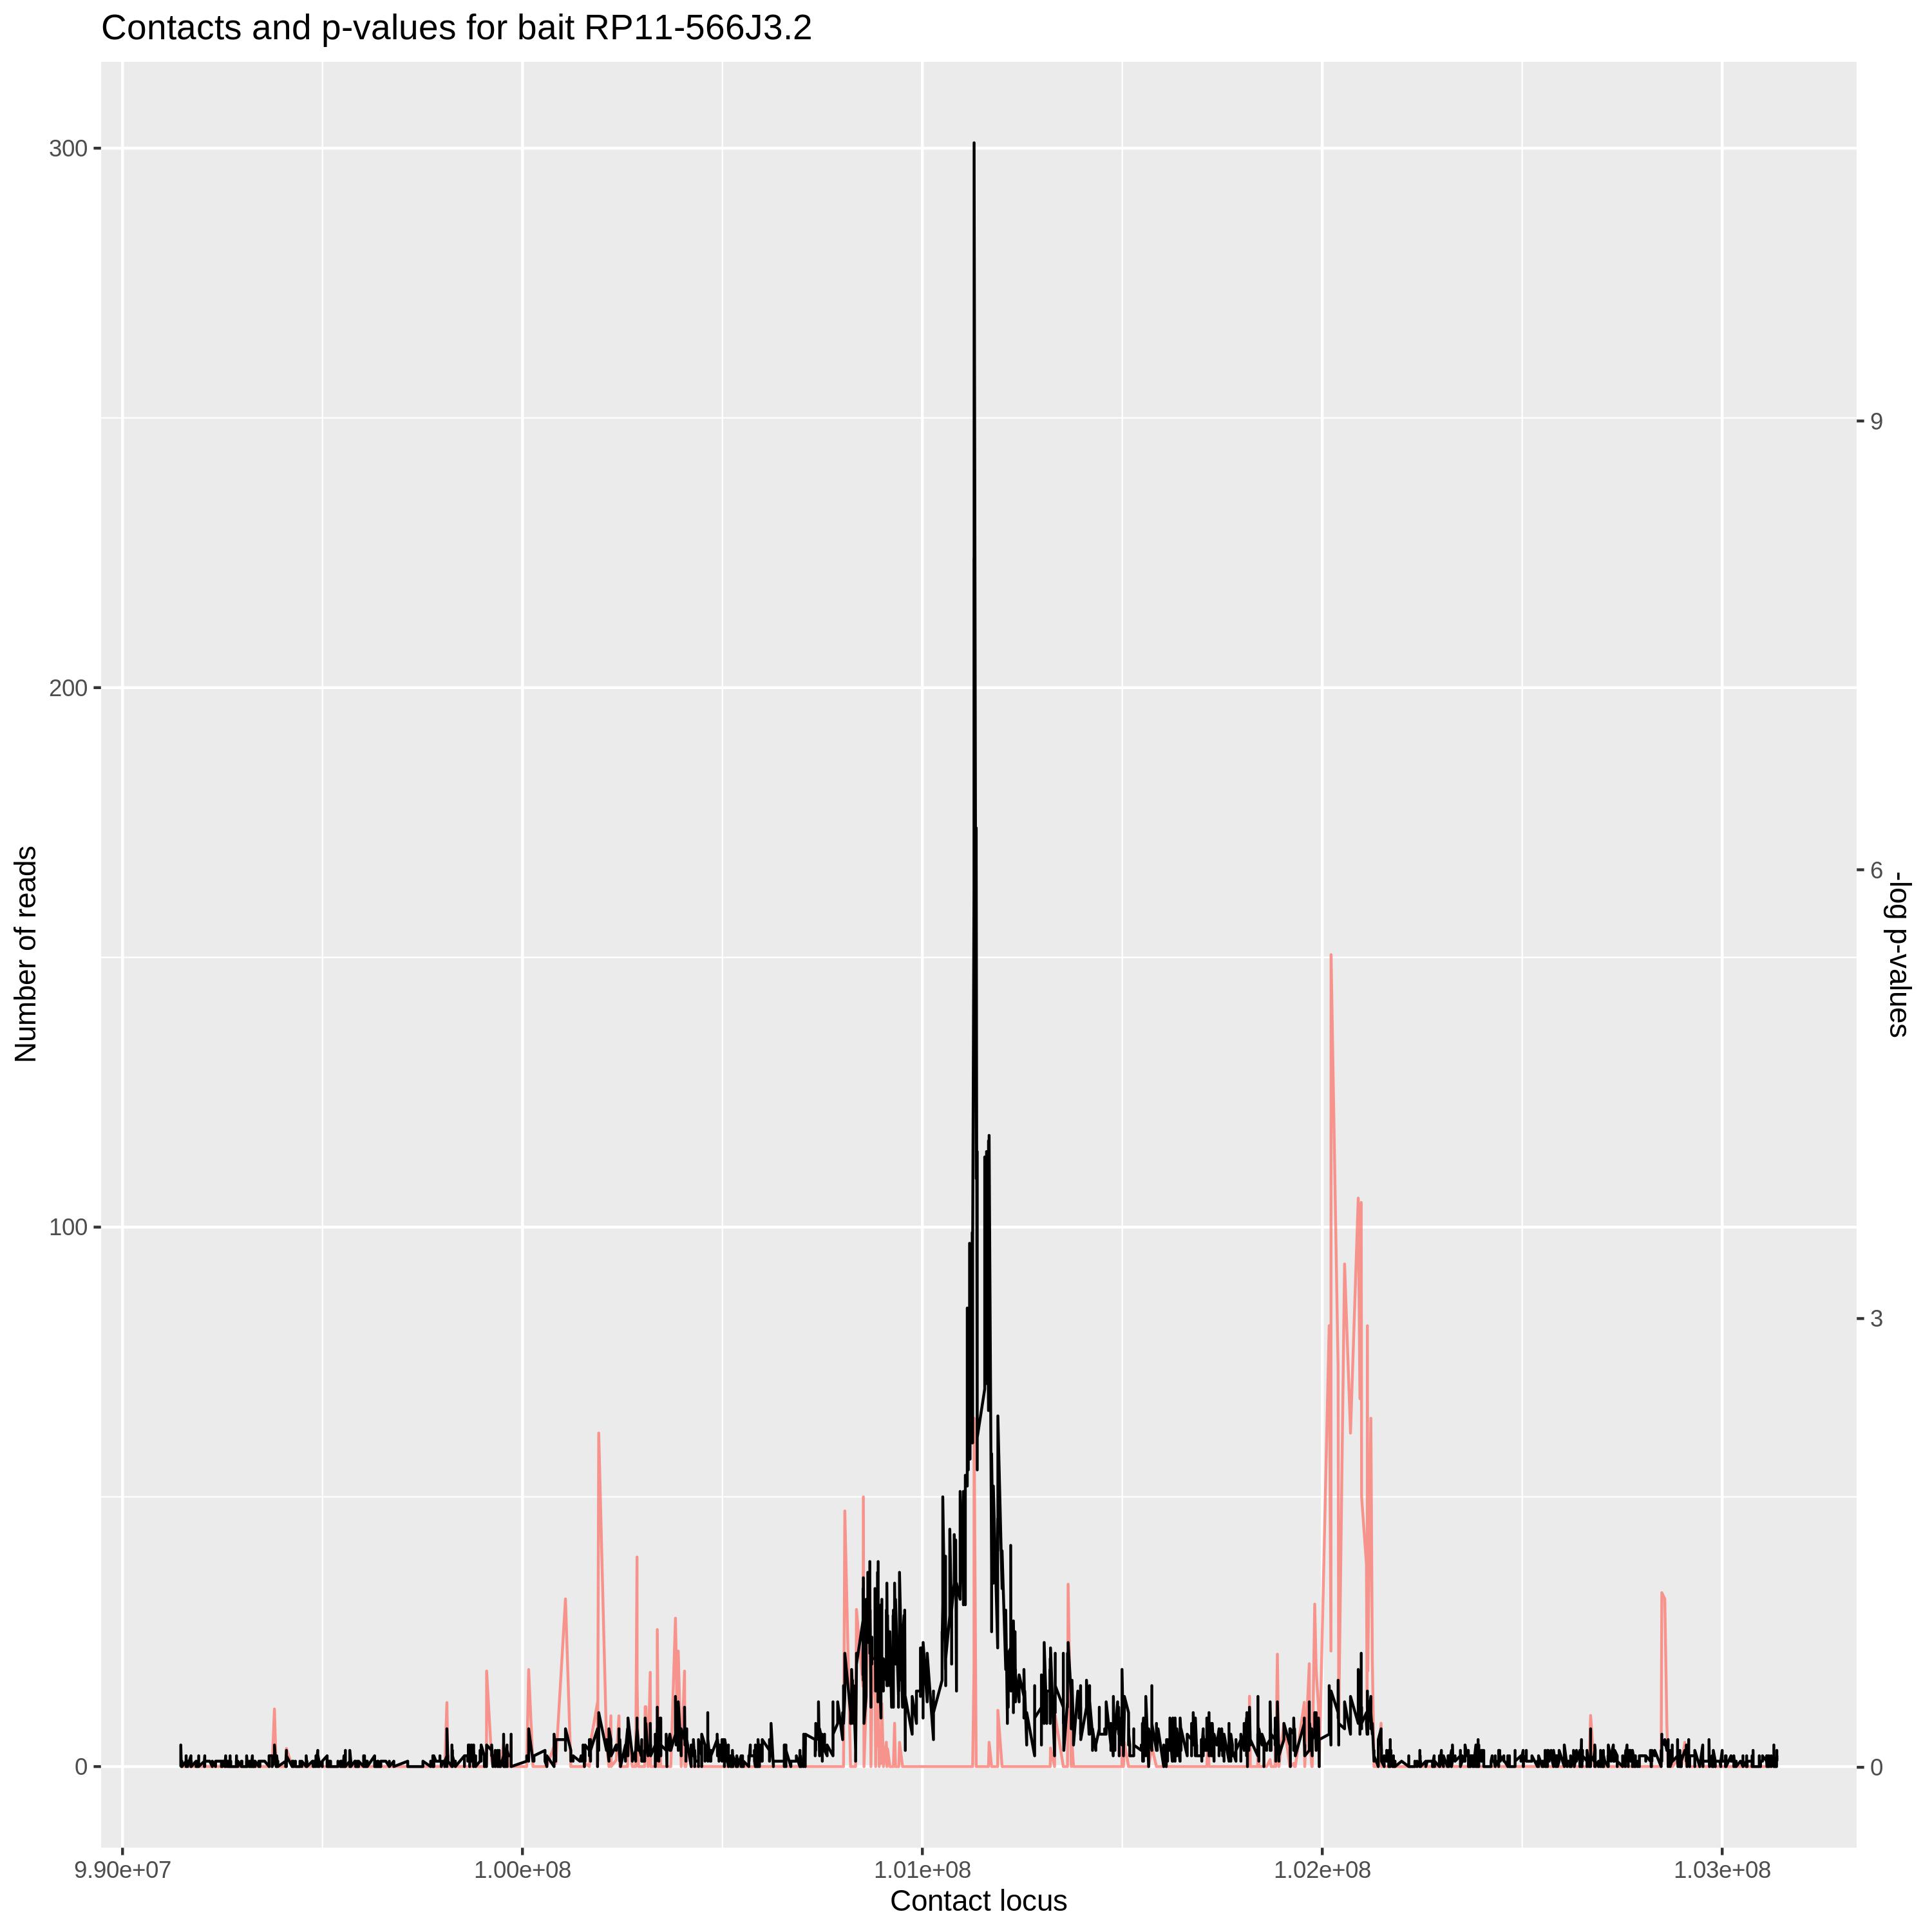 Contacts and p-values for bait RP11-566J3.2
300
200
100
0
Number of reads
9
6
3
0
-log p-values
9.90e+07
1.00e+08
1.01e+08
1.02e+08
1.03e+08
Contact locus